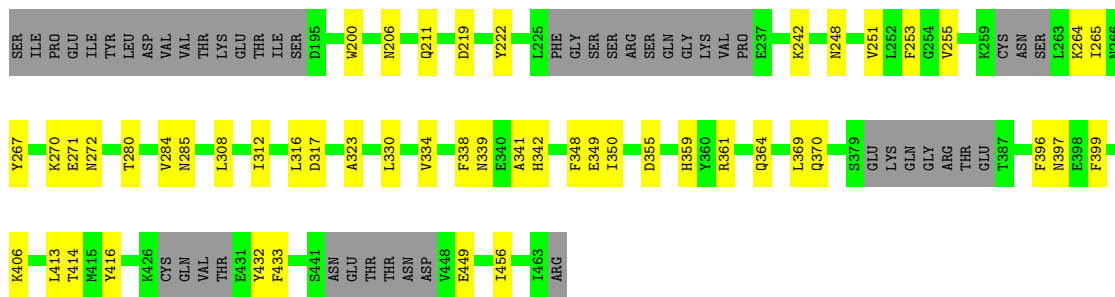 SER ILE PRO GLU ILE TYR LEU ASP VAL VAL THR LYS GLU THR ILE SER D195 W200 N206 Q211 D219 Y222 L225 PHE GLY SER SER ARG SER GLN GLY LYS VAL PRO E237 K242 N248 V251 L252 F253 G254 V255 K259 CYS ASN SER L263 K264 I265 N266
Y267 K270 E271 N272 T280 V284 N285 L308 I312 L316 D317 A323 L330 V334 F338 N339 E340 A341 H342 F348 E349 I350 D355 H359 Y360 R361 Q364 L369 Q370 S379 GLU LYS GLN GLY ARG THR GLU T387 F396 N397 E398 F399
K406 L413 T414 M415 Y416 K426 CYS GLN VAL THR E431 Y432 F433 S441 ASN GLU THR THR ASN ASP V448 E449 I456 I463 ARG